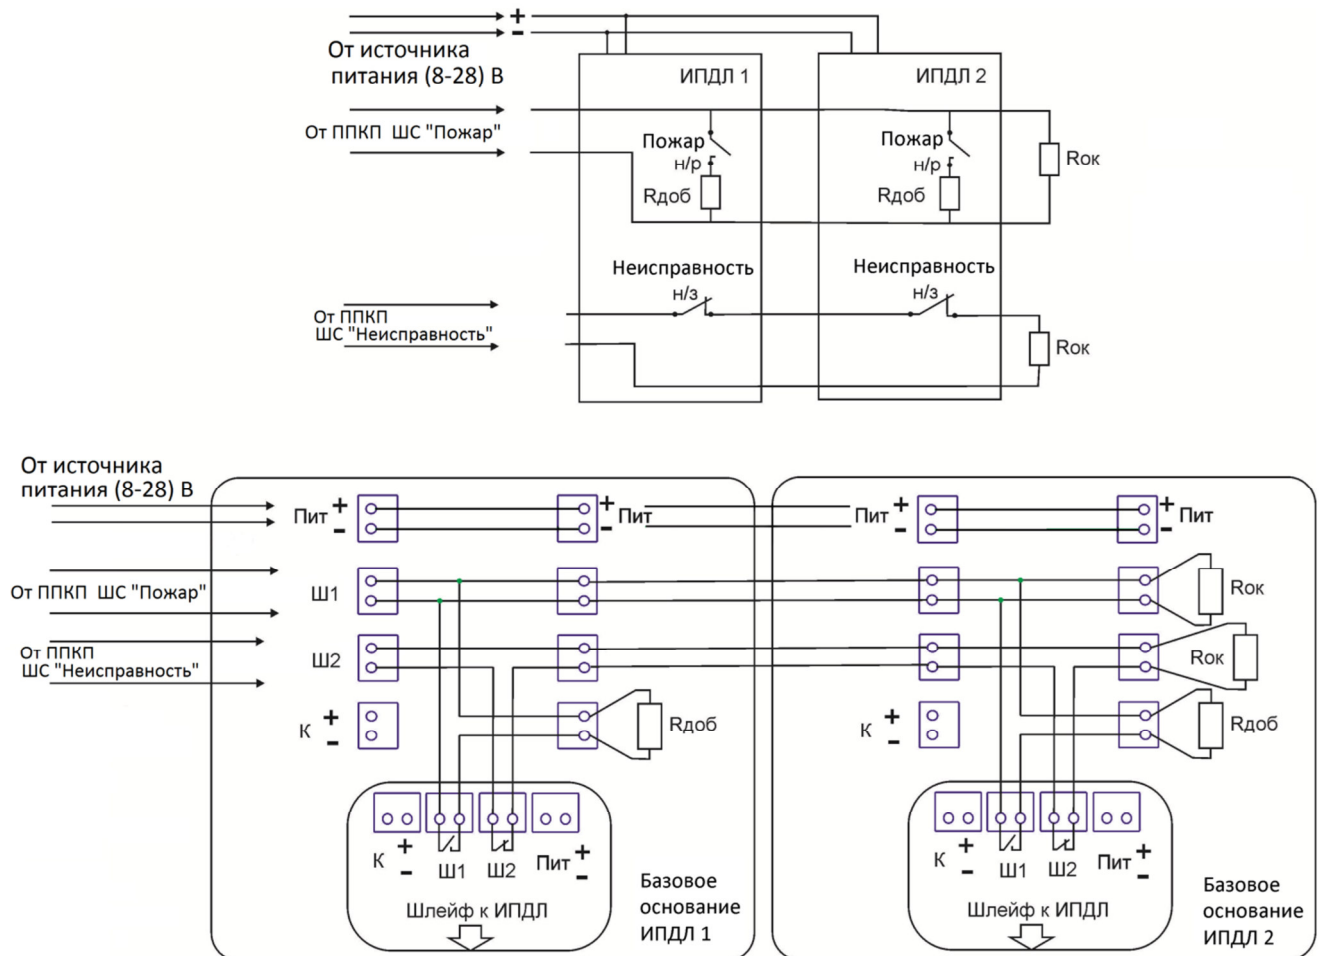 +
-
От источника
питания (8-28) В
ИПДЛ 1
ИПДЛ 2
От ППКП ШС "Пожар"
Пожар
н/р
Rдоб
Пожар
н/р
Rдоб
Rок
Неисправность
н/з
Неисправность
н/з
От ППКП
ШС "Неисправность"
Rок
От источника
питания (8-28) В
Пит + -
+ - Пит
Пит + -
+ - Пит
От ППКП ШС "Пожар"
Ш1
Rок
От ППКП
ШС "Неисправность"
Ш2
Rок
К + -
Rдоб
К + -
Rдоб
К + -
Ш1
Ш2
Пит + -
Шлейф к ИПДЛ
Базовое
основание
ИПДЛ 1
К + -
Ш1
Ш2
Пит + -
Шлейф к ИПДЛ
Базовое
основание
ИПДЛ 2